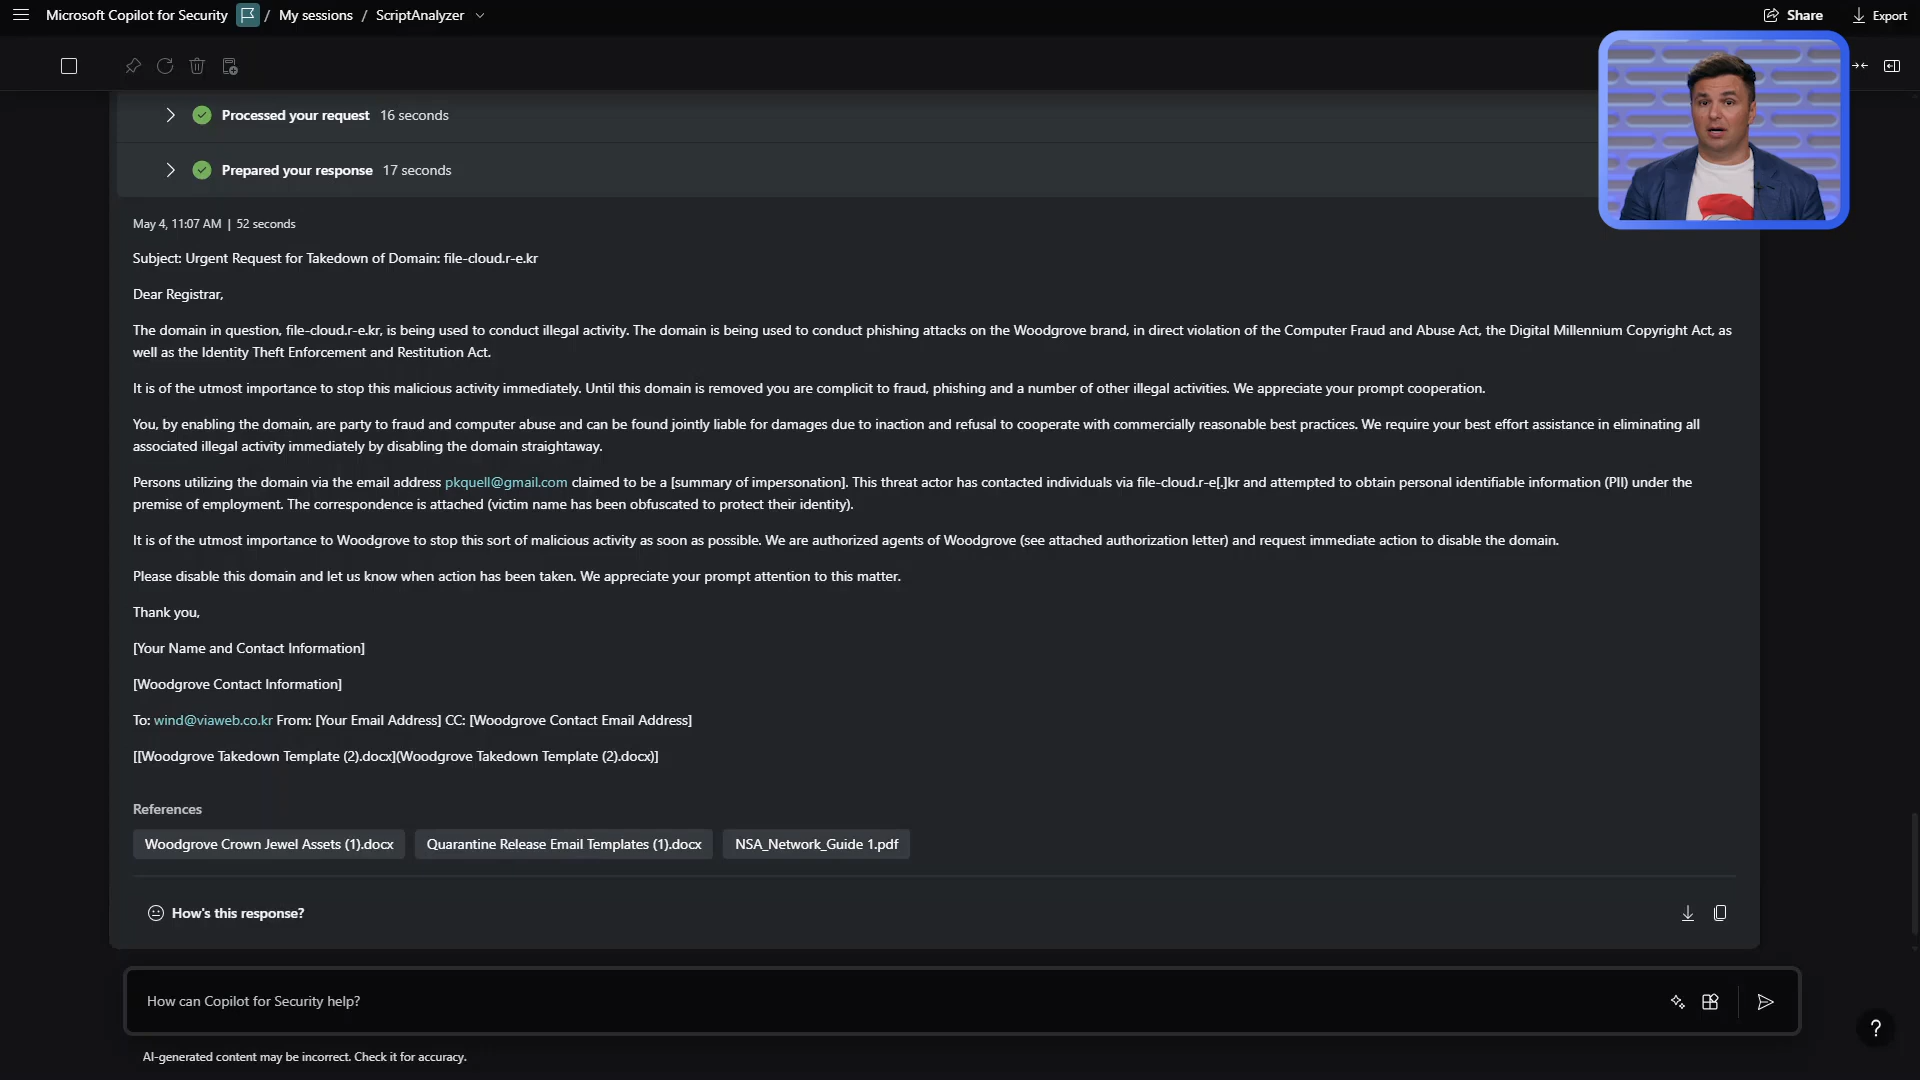 Microsoft Copilot for Security / My sessions / ScriptAnalyzer
Share
Export
Processed your request 16 seconds
Prepared your response 17 seconds
May 4, 11:07 AM | 52 seconds
Subject: Urgent Request for Takedown of Domain: file-cloud.r-e.kr
Dear Registrar,
The domain in question, file-cloud.r-e.kr, is being used to conduct illegal activity. The domain is being used to conduct phishing attacks on the Woodgrove brand, in direct violation of the Computer Fraud and Abuse Act, the Digital Millennium Copyright Act, as
well as the Identity Theft Enforcement and Restitution Act.
It is of the utmost importance to stop this malicious activity immediately. Until this domain is removed you are complicit to fraud, phishing and a number of other illegal activities. We appreciate your prompt cooperation.
You, by enabling the domain, are party to fraud and computer abuse and can be found jointly liable for damages due to inaction and refusal to cooperate with commercially reasonable best practices. We require your best effort assistance in eliminating all
associated illegal activity immediately by disabling the domain straightaway.
Persons utilizing the domain via the email address pkquell@gmail.com claimed to be a [summary of impersonation]. This threat actor has contacted individuals via file-cloud.r-e[.]kr and attempted to obtain personal identifiable information (PII) under the
premise of employment. The correspondence is attached (victim name has been obfuscated to protect their identity).
It is of the utmost importance to Woodgrove to stop this sort of malicious activity as soon as possible. We are authorized agents of Woodgrove (see attached authorization letter) and request immediate action to disable the domain.
Please disable this domain and let us know when action has been taken. We appreciate your prompt attention to this matter.
Thank you,
[Your Name and Contact Information]
[Woodgrove Contact Information]
To: wind@viaweb.co.kr From: [Your Email Address] CC: [Woodgrove Contact Email Address]
[[Woodgrove Takedown Template (2).docx](Woodgrove Takedown Template (2).docx)]
References
Woodgrove Crown Jewel Assets (1).docx
Quarantine Release Email Templates (1).docx
NSA_Network_Guide 1.pdf
How's this response?
How can Copilot for Security help?
?
AI-generated content may be incorrect. Check it for accuracy.